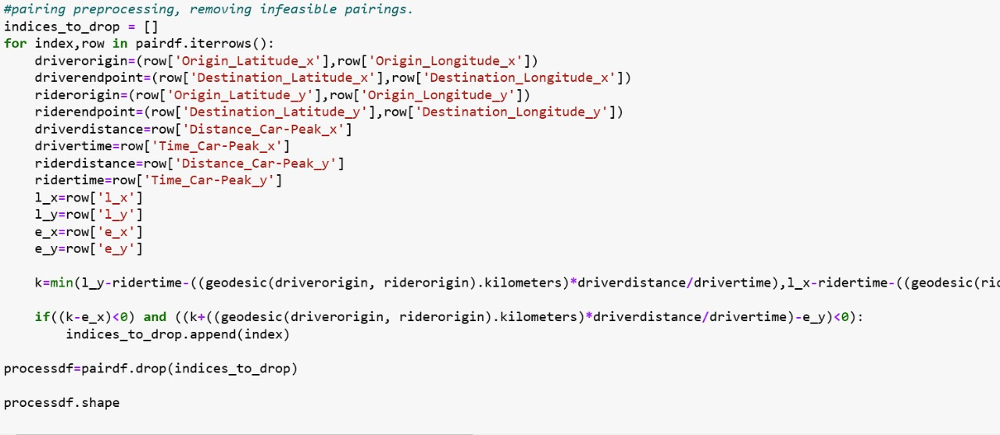 #pairing preprocessing, removing infeasible pairings.
indices_to_drop = []
for index,row in pairdf.iterrows():
    driverorigin=(row['Origin_Latitude_x'],row['Origin_Longitude_x'])
    driverendpoint=(row['Destination_Latitude_x'],row['Destination_Longitude_x'])
    riderorigin=(row['Origin_Latitude_y'],row['Origin_Longitude_y'])
    riderendpoint=(row['Destination_Latitude_y'],row['Destination_Longitude_y'])
    driverdistance=row['Distance_Car-Peak_x']
    drivertime=row['Time_Car-Peak_x']
    riderdistance=row['Distance_Car-Peak_y']
    ridertime=row['Time_Car-Peak_y']
    l_x=row['l_x']
    l_y=row['l_y']
    e_x=row['e_x']
    e_y=row['e_y']
    k=min(l_y-ridertime-((geodesic(driverorigin, riderorigin).kilometers)*driverdistance/drivertime),l_x-ridertime-((geodesic(
    if((k-e_x)<0) and ((k+((geodesic(driverorigin, riderorigin).kilometers)*driverdistance/drivertime)-e_y)<0):
        indices_to_drop.append(index)
processdf=pairdf.drop(indices_to_drop)
processdf.shape